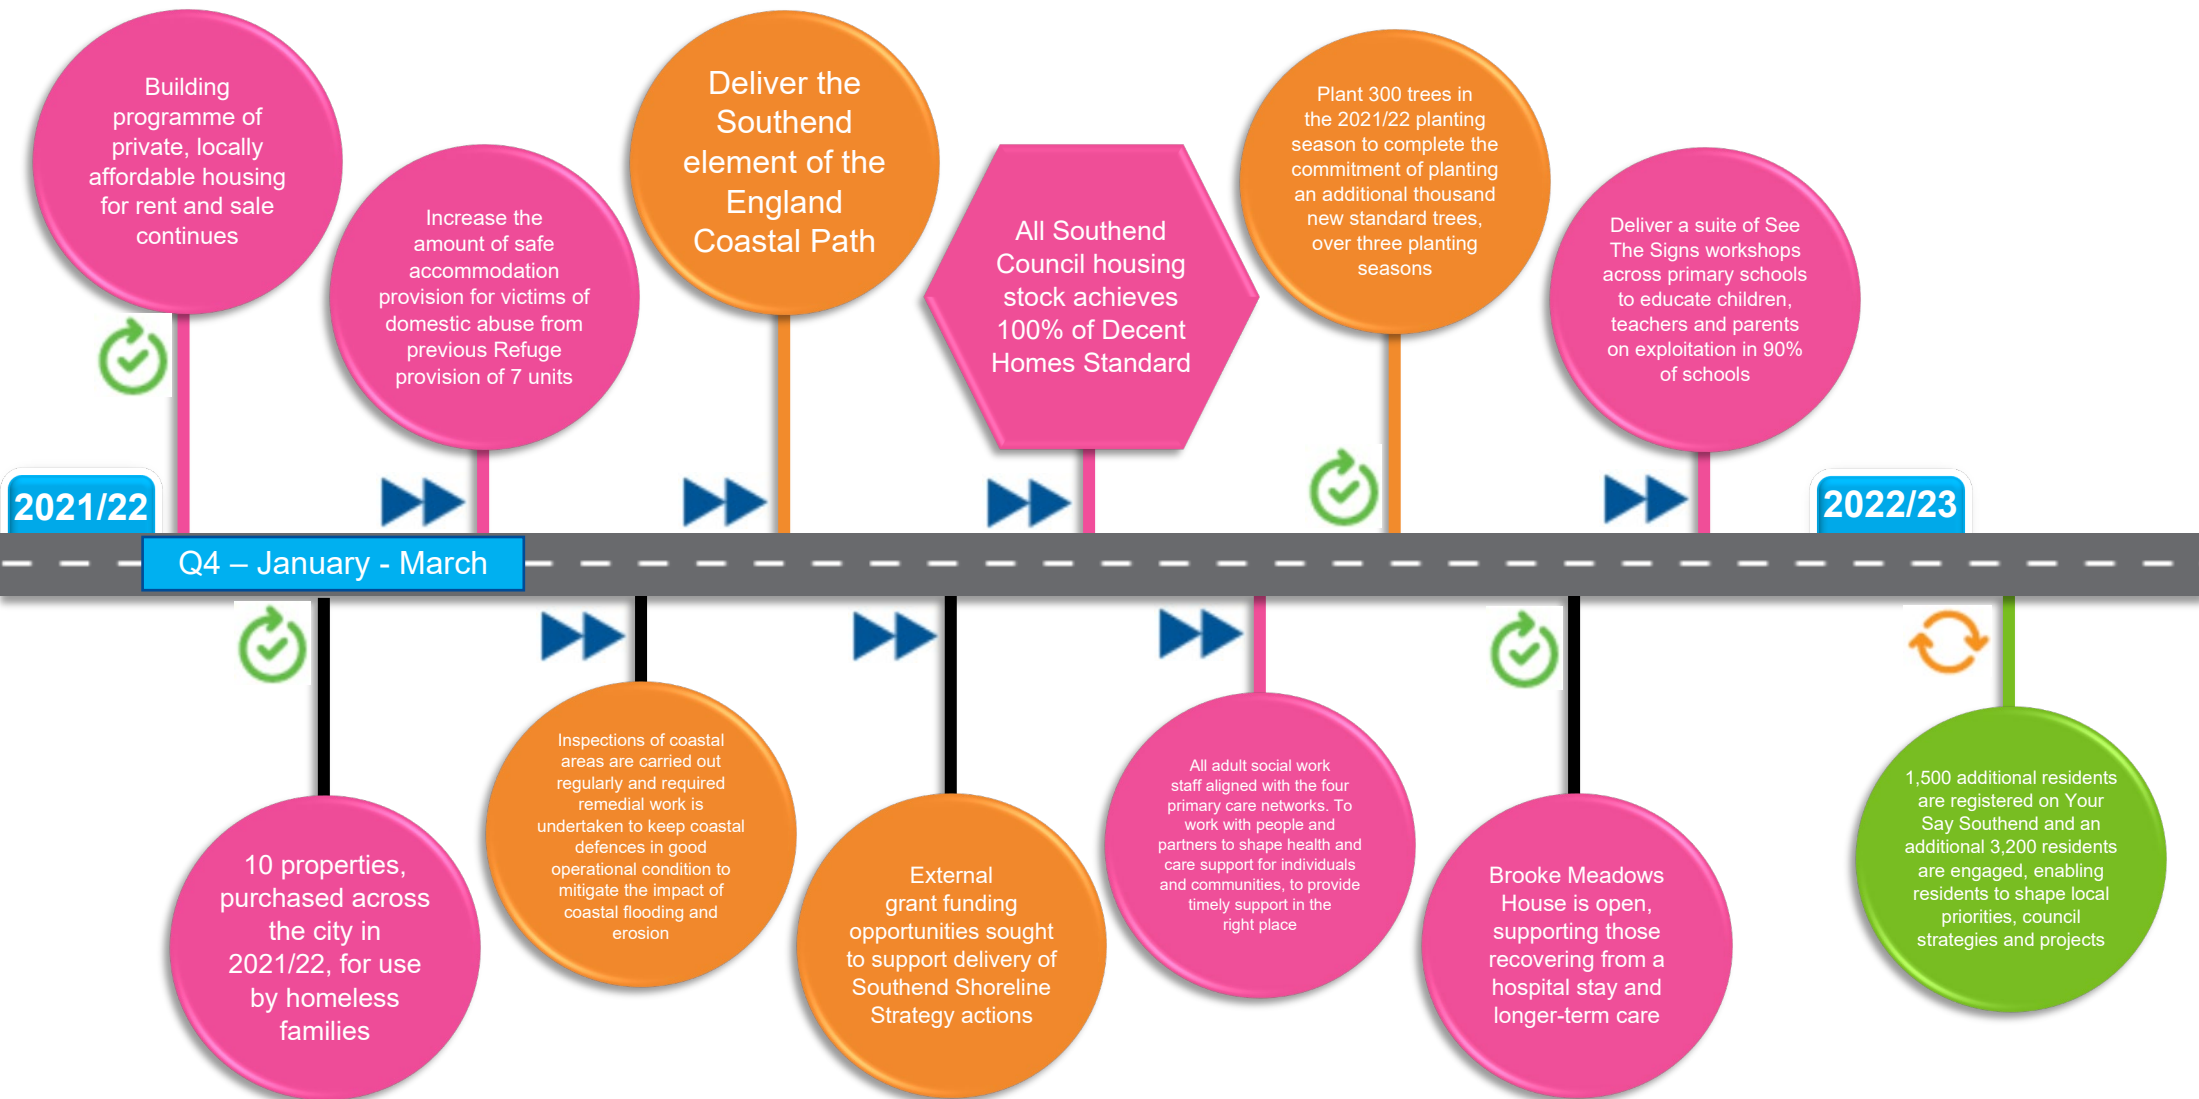 Building
programme of
private, locally
affordable housing
for rent and sale
continues
Increase the
amount of safe
accommodation
provision for victims of
domestic abuse from
previous Refuge
provision of 7 units
Deliver the
Southend
element of the
England
Coastal Path
All Southend
Council housing
stock achieves
100% of Decent
Homes Standard
Plant 300 trees in
the 2021/22 planting
season to complete the
commitment of planting
an additional thousand
new standard trees,
over three planting
seasons
Deliver a suite of See
The Signs workshops
across primary schools
to educate children,
teachers and parents
on exploitation in 90%
of schools
2021/22
2022/23
Q4 – January - March
10 properties,
purchased across
the city in
2021/22, for use
by homeless
families
Inspections of coastal
areas are carried out
regularly and required
remedial work is
undertaken to keep coastal
defences in good
operational condition to
mitigate the impact of
coastal flooding and
erosion
External
grant funding
opportunities sought
to support delivery of
Southend Shoreline
Strategy actions
All adult social work
staff aligned with the four
primary care networks. To
work with people and
partners to shape health and
care support for individuals
and communities, to provide
timely support in the
right place
Brooke Meadows
House is open,
supporting those
recovering from a
hospital stay and
longer-term care
1,500 additional residents
are registered on Your
Say Southend and an
additional 3,200 residents
are engaged, enabling
residents to shape local
priorities, council
strategies and projects